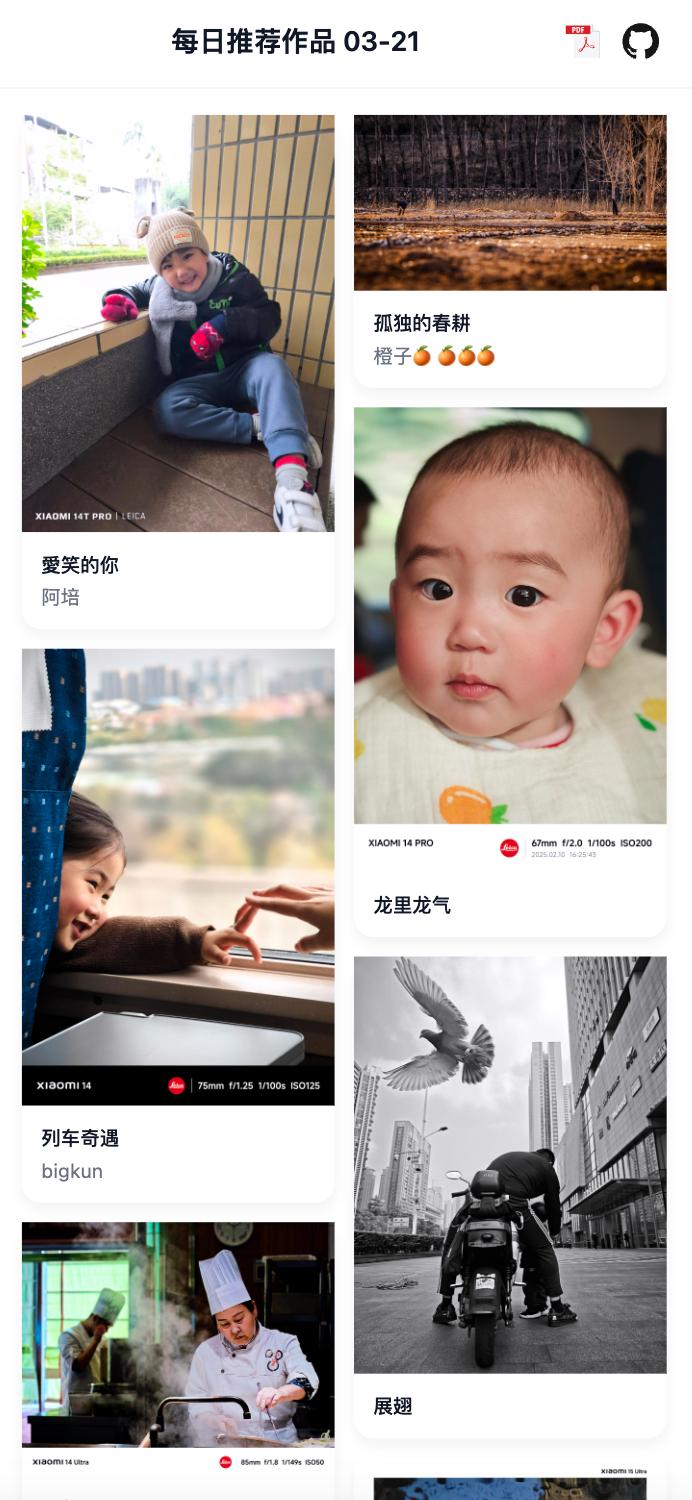 每日推荐作品 03-21
PDF
XIAOMI 14T PRO | LEICA
愛笑的你
阿培
孤独的春耕
橙子🍊 🍊🍊🍊
XIAOMI 14 PRO
Leica
67mm f/2.0 1/100s ISO200
2025.02.10 16:25:43
龙里龙气
XIAOMI 14
Leica
75mm f/1.25 1/100s ISO125
列车奇遇
bigkun
展翅
XIAOMI 14 Ultra
Leica
85mm f/1.8 1/149s ISO50
XIAOMI 15 Ultra